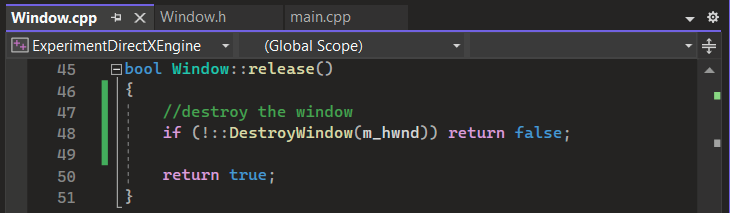 Window.cpp Window.h main.cpp
ExperimentDirectXEngine (Global Scope)
45 bool Window::release()
46 {
47 //destroy the window
48 if (!::DestroyWindow(m_hwnd)) return false;
49
50 return true;
51 }